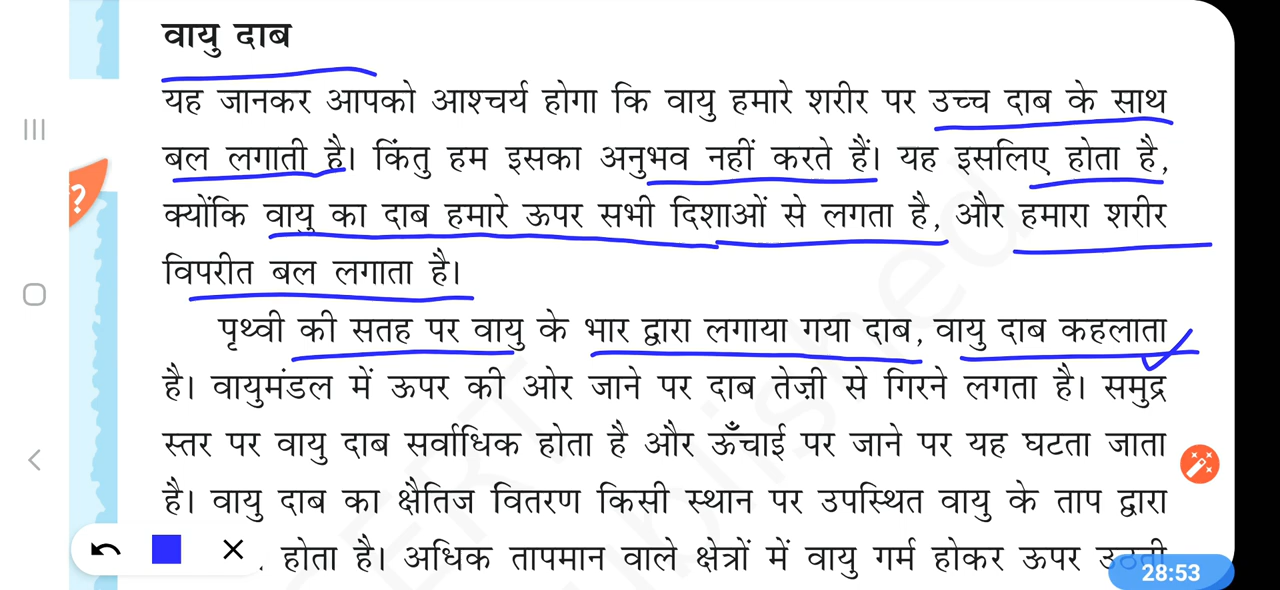 वायु दाब
यह जानकर आपको आश्चर्य होगा कि वायु हमारे शरीर पर उच्च दाब के साथ
बल लगाती है। किंतु हम इसका अनुभव नहीं करते हैं। यह इसलिए होता है,
क्योंकि वायु का दाब हमारे ऊपर सभी दिशाओं से लगता है, और हमारा शरीर
विपरीत बल लगाता है।
पृथ्वी की सतह पर वायु के भार द्वारा लगाया गया दाब, वायु दाब कहलाता
है। वायुमंडल में ऊपर की ओर जाने पर दाब तेज़ी से गिरने लगता है। समुद्र
स्तर पर वायु दाब सर्वाधिक होता है और ऊँचाई पर जाने पर यह घटता जाता
है। वायु दाब का क्षैतिज वितरण किसी स्थान पर उपस्थित वायु के ताप द्वारा
होता है। अधिक तापमान वाले क्षेत्रों में वायु गर्म होकर ऊपर उठती
?
28:53